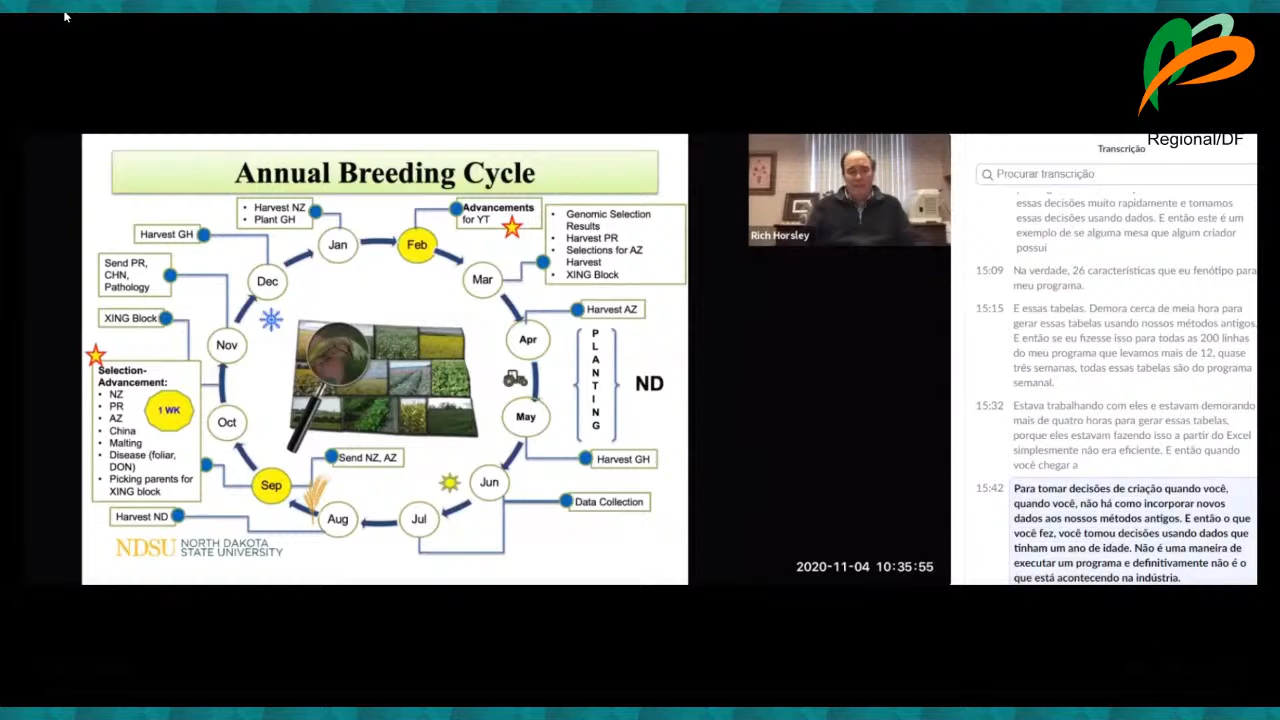 Regional/DF
Annual Breeding Cycle
• Harvest NZ
• Plant GH
Advancements
for YT
• Genomic Selection
Results
• Harvest PR
• Selections for AZ
Harvest
• XING Block
Harvest GH
Send PR,
CHN,
Pathology
XING Block
Selection-
Advancement:
• NZ
• PR
• AZ
• China
• Malting
• Disease (foliar,
DON)
• Picking parents for
XING block
1 WK
Harvest ND
Jan
Feb
Mar
Apr
May
Jun
Jul
Aug
Sep
Oct
Nov
Dec
Harvest AZ
P
L
A
N
T
I
N
G
ND
Harvest GH
Data Collection
Send NZ, AZ
NDSU
NORTH DAKOTA
STATE UNIVERSITY
Rich Horsley
2020-11-04 10:35:55
Transcrição
Procurar transcrição
essas decisões muito rapidamente e tomamos
essas decisões usando dados. E então este é um
exemplo de se alguma mesa que algum criador
possui
15:09 Na verdade, 26 características que eu fenótipo para
meu programa.
15:15 E essas tabelas. Demora cerca de meia hora para
gerar essas tabelas usando nossos métodos antigos.
E então se eu fizesse isso para todas as 200 linhas
do meu programa que levamos mais de 12, quase
três semanas, todas essas tabelas são do programa
semanal.
15:32 Estava trabalhando com eles e estavam demorando
mais de quatro horas para gerar essas tabelas,
porque eles estavam fazendo isso a partir do Excel
simplesmente não era eficiente. E então quando
você chegar a
15:42 Para tomar decisões de criação quando você,
quando você, não há como incorporar novos
dados aos nossos métodos antigos. E então o que
você fez, você tomou decisões usando dados que
tinham um ano de idade. Não é uma maneira de
executar um programa e definitivamente não é o
que está acontecendo na indústria.